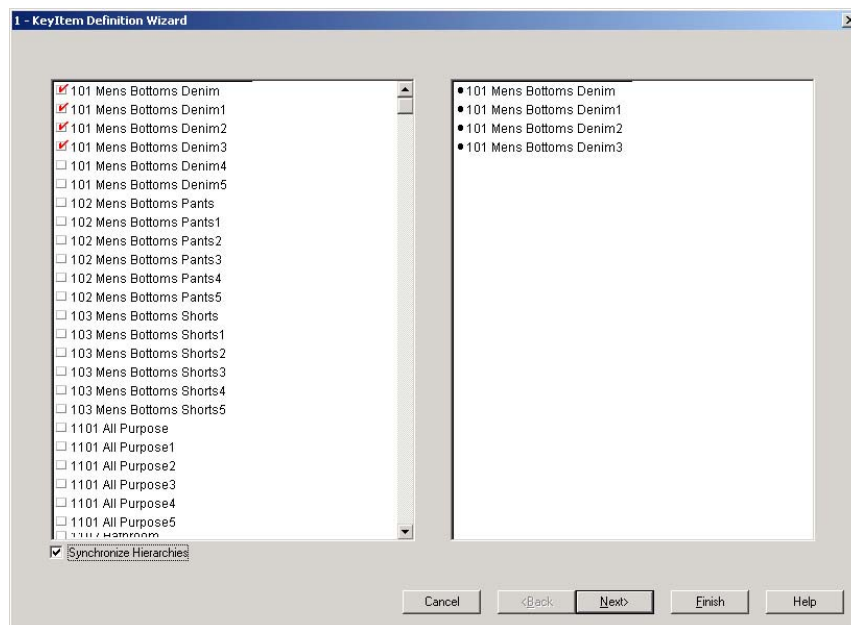 1 - KeyItem Definition Wizard
101 Mens Bottoms Denim
101 Mens Bottoms Denim1
101 Mens Bottoms Denim2
101 Mens Bottoms Denim3
101 Mens Bottoms Denim4
101 Mens Bottoms Denim5
102 Mens Bottoms Pants
102 Mens Bottoms Pants1
102 Mens Bottoms Pants2
102 Mens Bottoms Pants3
102 Mens Bottoms Pants4
102 Mens Bottoms Pants5
103 Mens Bottoms Shorts
103 Mens Bottoms Shorts1
103 Mens Bottoms Shorts2
103 Mens Bottoms Shorts3
103 Mens Bottoms Shorts4
103 Mens Bottoms Shorts5
1101 All Purpose
1101 All Purpose1
1101 All Purpose2
1101 All Purpose3
1101 All Purpose4
1101 All Purpose5
Synchronize Hierarchies
101 Mens Bottoms Denim
101 Mens Bottoms Denim1
101 Mens Bottoms Denim2
101 Mens Bottoms Denim3
Cancel
<Back
Next>
Finish
Help